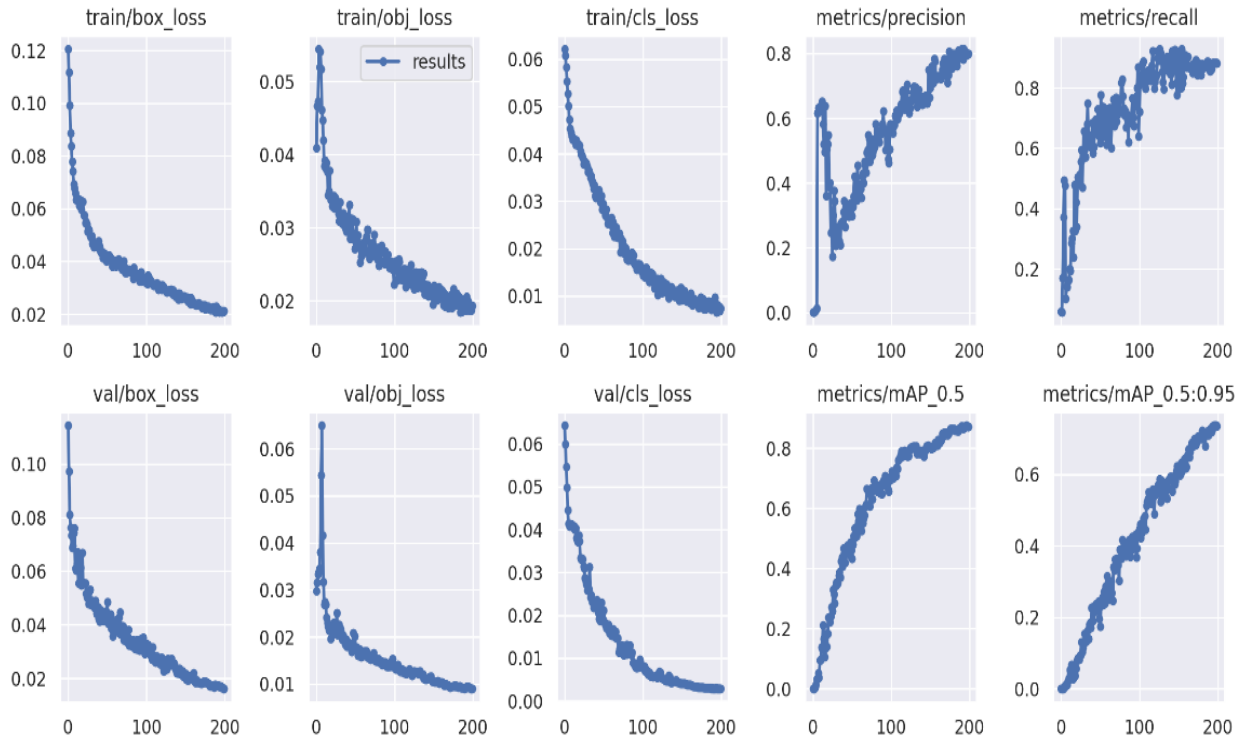 train/box_loss
train/obj_loss
train/cls_loss
metrics/precision
metrics/recall
results
0.12
0.10
0.08
0.06
0.04
0.02
0.05
0.04
0.03
0.02
0.06
0.05
0.04
0.03
0.02
0.01
0.8
0.6
0.4
0.2
0.0
0.8
0.6
0.4
0.2
0 100 200
0 100 200
0 100 200
0 100 200
0 100 200
val/box_loss
val/obj_loss
val/cls_loss
metrics/mAP_0.5
metrics/mAP_0.5:0.95
0.10
0.08
0.06
0.04
0.02
0.06
0.05
0.04
0.03
0.02
0.01
0.06
0.05
0.04
0.03
0.02
0.01
0.00
0.8
0.6
0.4
0.2
0.0
0.6
0.4
0.2
0.0
0 100 200
0 100 200
0 100 200
0 100 200
0 100 200